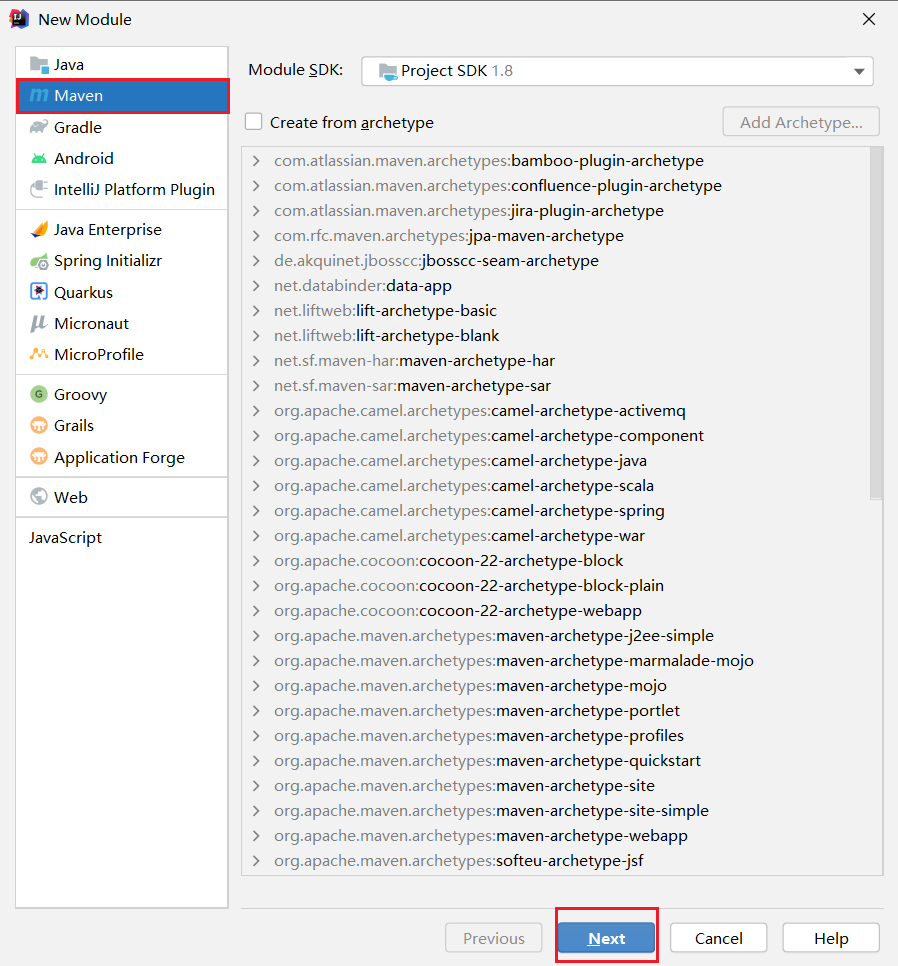 New Module
Java
Maven
Gradle
Android
IntelliJ Platform Plugin
Java Enterprise
Spring Initializr
Quarkus
Micronaut
MicroProfile
Groovy
Grails
Application Forge
Web
JavaScript
Module SDK: Project SDK 1.8
Create from archetype Add Archetype...
com.atlassian.maven.archetypes:bamboo-plugin-archetype
com.atlassian.maven.archetypes:confluence-plugin-archetype
com.atlassian.maven.archetypes:jira-plugin-archetype
com.rfc.maven.archetypes:jpa-maven-archetype
de.akquinet.jbosscc:jbosscc-seam-archetype
net.databinder:data-app
net.liftweb:lift-archetype-basic
net.liftweb:lift-archetype-blank
net.sf.maven-har:maven-archetype-har
net.sf.maven-sar:maven-archetype-sar
org.apache.camel.archetypes:camel-archetype-activemq
org.apache.camel.archetypes:camel-archetype-component
org.apache.camel.archetypes:camel-archetype-java
org.apache.camel.archetypes:camel-archetype-scala
org.apache.camel.archetypes:camel-archetype-spring
org.apache.camel.archetypes:camel-archetype-war
org.apache.cocoon:cocoon-22-archetype-block
org.apache.cocoon:cocoon-22-archetype-block-plain
org.apache.cocoon:cocoon-22-archetype-webapp
org.apache.maven.archetypes:maven-archetype-j2ee-simple
org.apache.maven.archetypes:maven-archetype-marmalade-mojo
org.apache.maven.archetypes:maven-archetype-mojo
org.apache.maven.archetypes:maven-archetype-portlet
org.apache.maven.archetypes:maven-archetype-profiles
org.apache.maven.archetypes:maven-archetype-quickstart
org.apache.maven.archetypes:maven-archetype-site
org.apache.maven.archetypes:maven-archetype-site-simple
org.apache.maven.archetypes:maven-archetype-webapp
org.apache.maven.archetypes:softeu-archetype-jsf
Previous Next Cancel Help